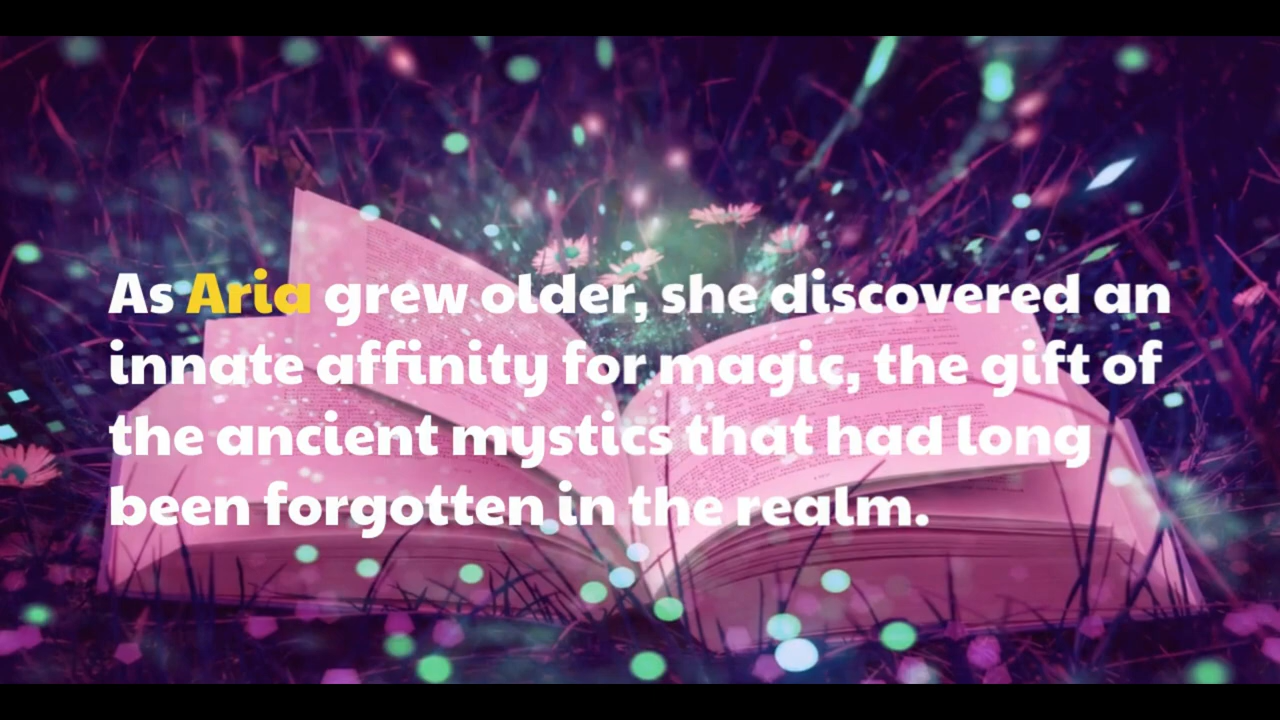 As Aria grew older, she discovered an
innate affinity for magic, the gift of
the ancient mystics that had long
been forgotten in the realm.